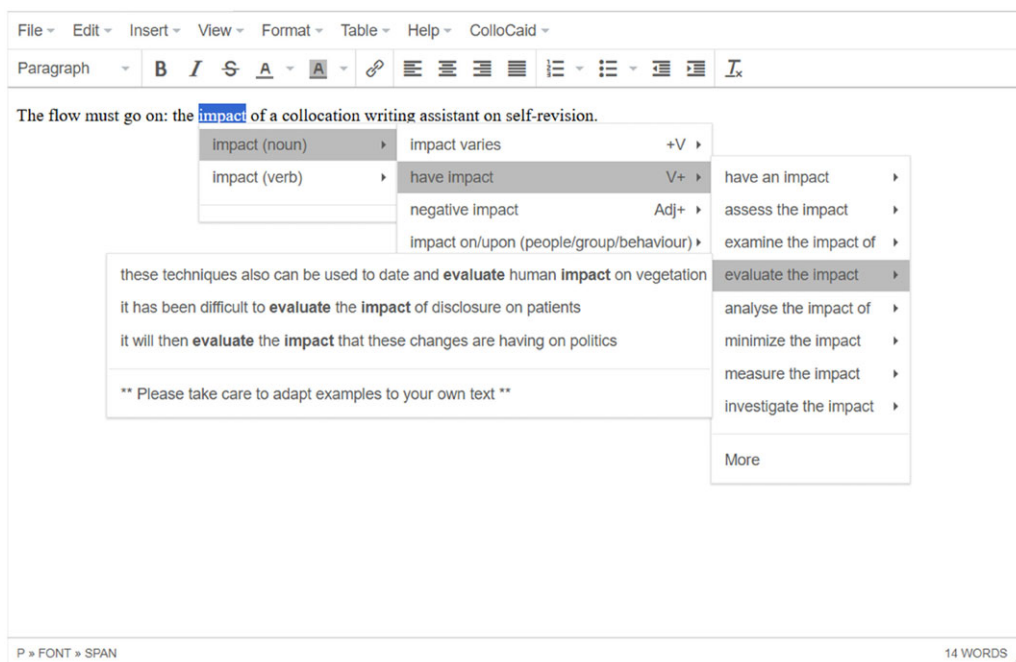 File Edit Insert View Format Table Help ColloCaid
Paragraph B I S A A Tx
The flow must go on: the impact of a collocation writing assistant on self-revision.
impact (noun)
impact (verb)
impact varies +V
have impact V+
negative impact Adj+
impact on/upon (people/group/behaviour)
have an impact
assess the impact
examine the impact of
evaluate the impact
analyse the impact of
minimize the impact
measure the impact
investigate the impact
More
these techniques also can be used to date and evaluate human impact on vegetation
it has been difficult to evaluate the impact of disclosure on patients
it will then evaluate the impact that these changes are having on politics
** Please take care to adapt examples to your own text **
P » FONT » SPAN 14 WORDS